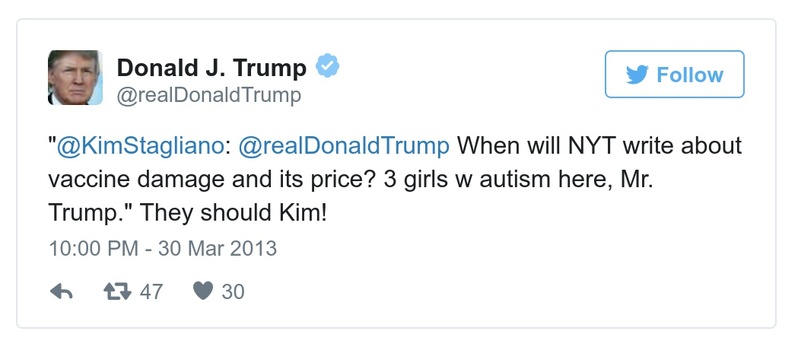 Donald J. Trump
@realDonaldTrump
Follow
"@KimStagliano: @realDonaldTrump When will NYT write about
vaccine damage and its price? 3 girls w autism here, Mr.
Trump." They should Kim!
10:00 PM - 30 Mar 2013
47 30